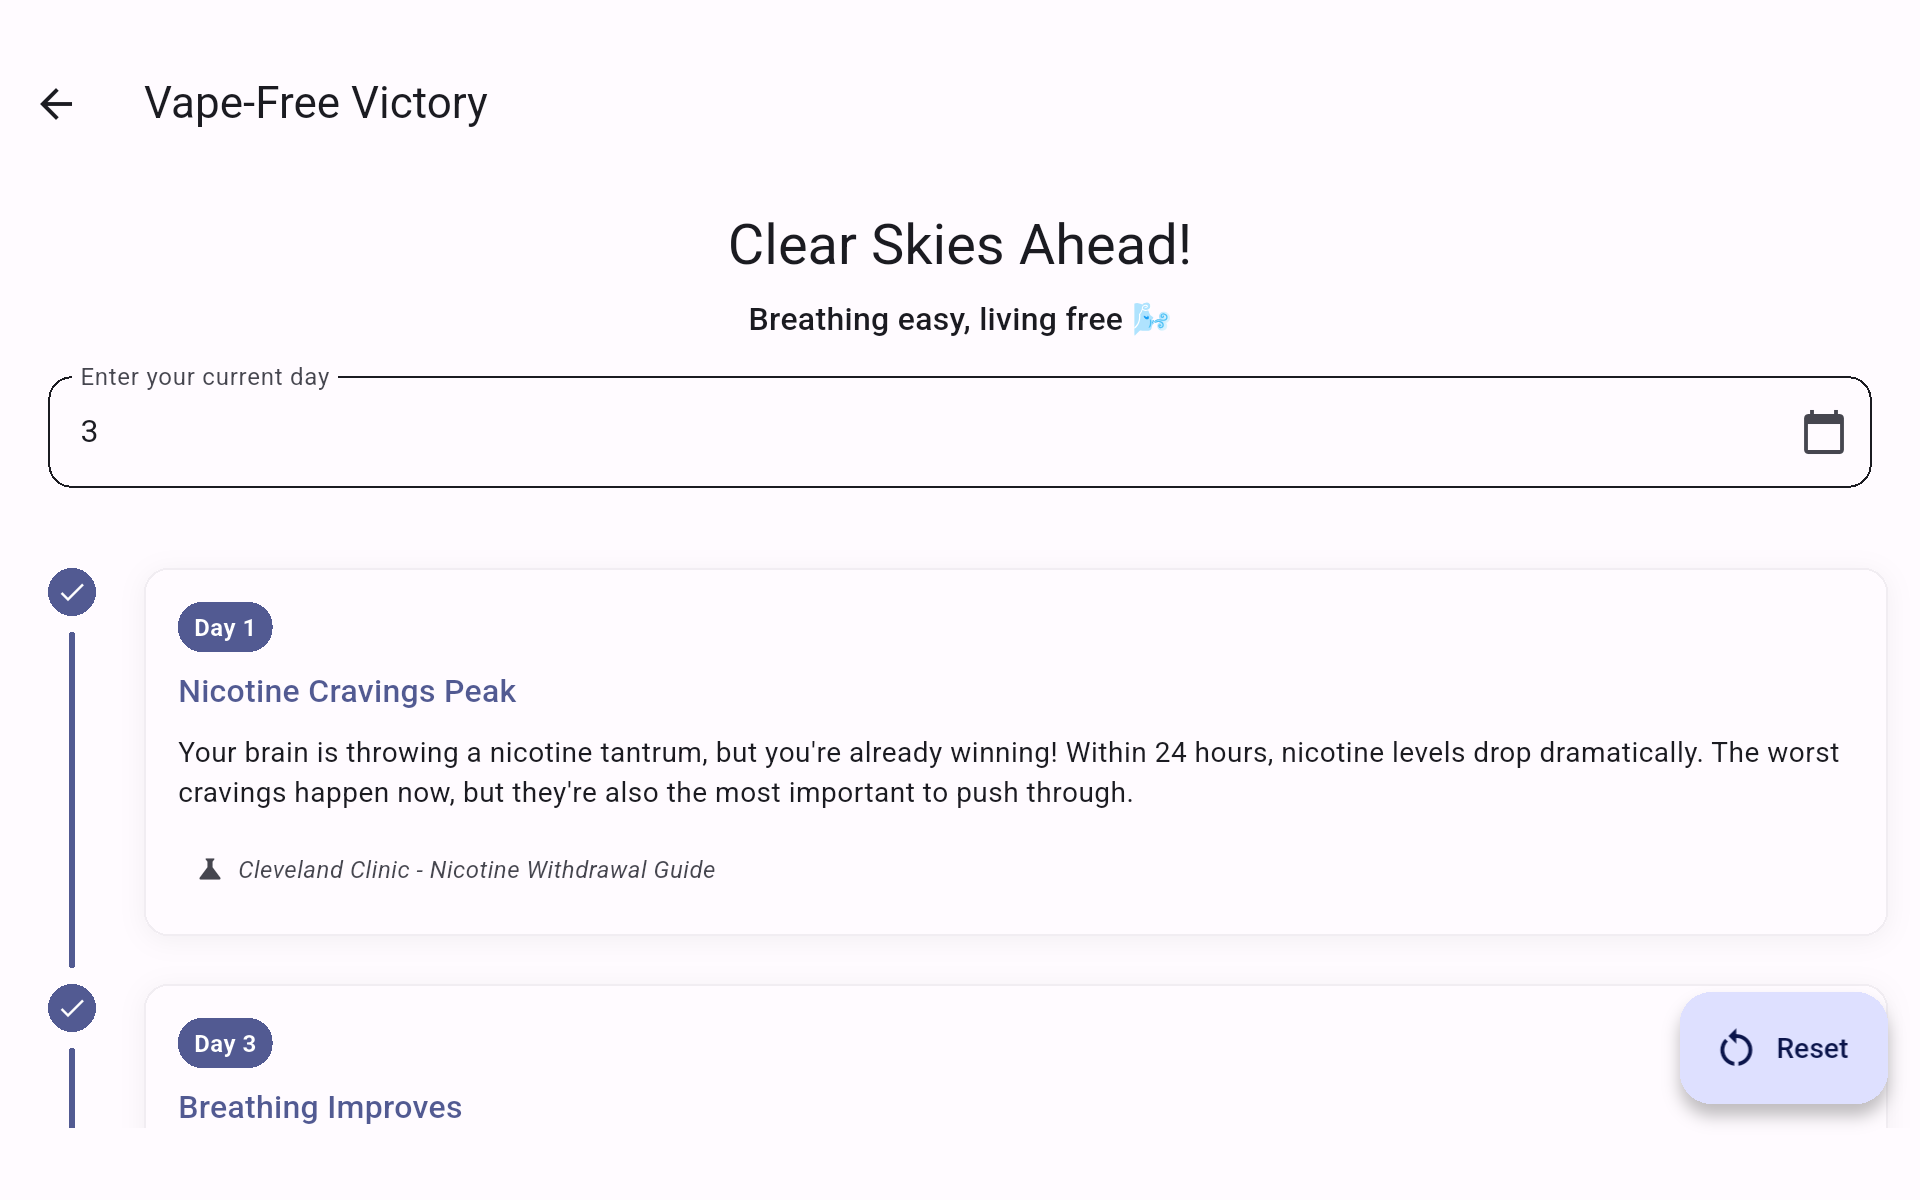 Vape-Free Victory
Clear Skies Ahead!
Breathing easy, living free 🌬️
Enter your current day
3
Day 1
Nicotine Cravings Peak
Your brain is throwing a nicotine tantrum, but you're already winning! Within 24 hours, nicotine levels drop dramatically. The worst
cravings happen now, but they're also the most important to push through.
Cleveland Clinic - Nicotine Withdrawal Guide
Day 3
Reset
Breathing Improves